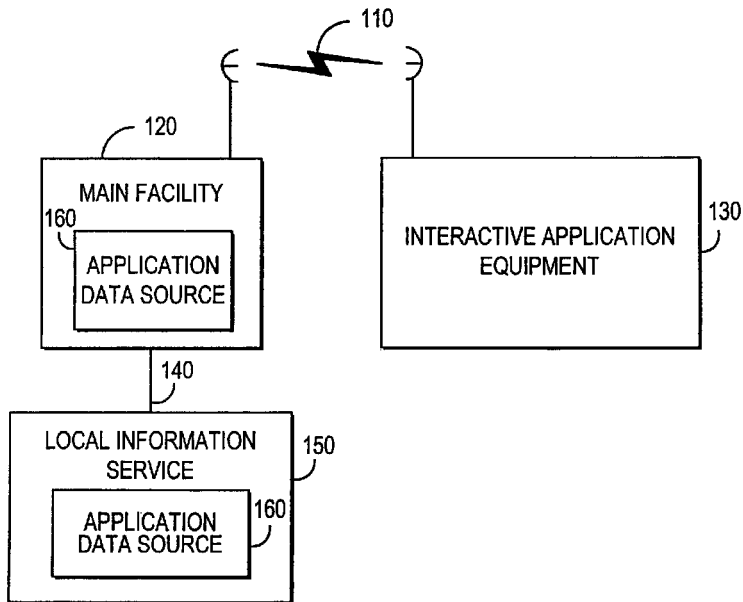 110
120
MAIN FACILITY
160
APPLICATION
DATA SOURCE
INTERACTIVE APPLICATION
EQUIPMENT
130
140
LOCAL INFORMATION
SERVICE
150
APPLICATION
DATA SOURCE
160